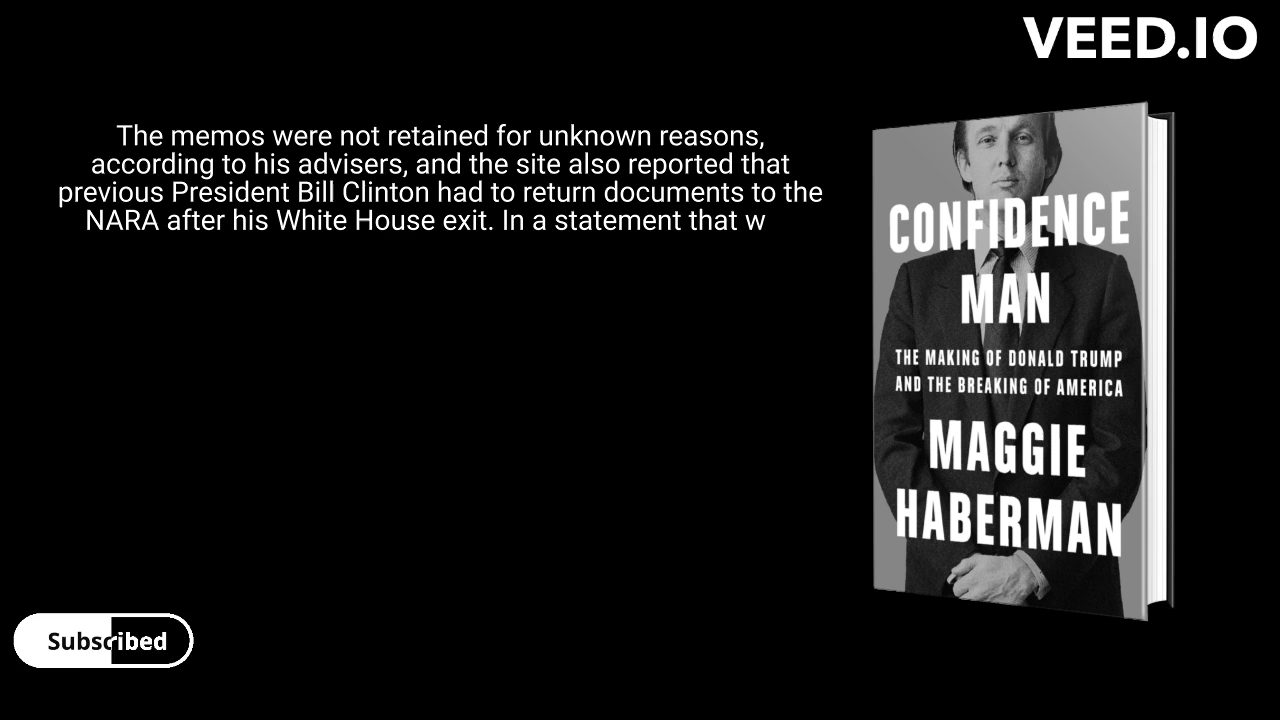 VEED.IO
The memos were not retained for unknown reasons,
according to his advisers, and the site also reported that
previous President Bill Clinton had to return documents to the
NARA after his White House exit. In a statement that w
CONFIDENCE
MAN
THE MAKING OF DONALD TRUMP
AND THE BREAKING OF AMERICA
MAGGIE
HABERMAN
Subscribed